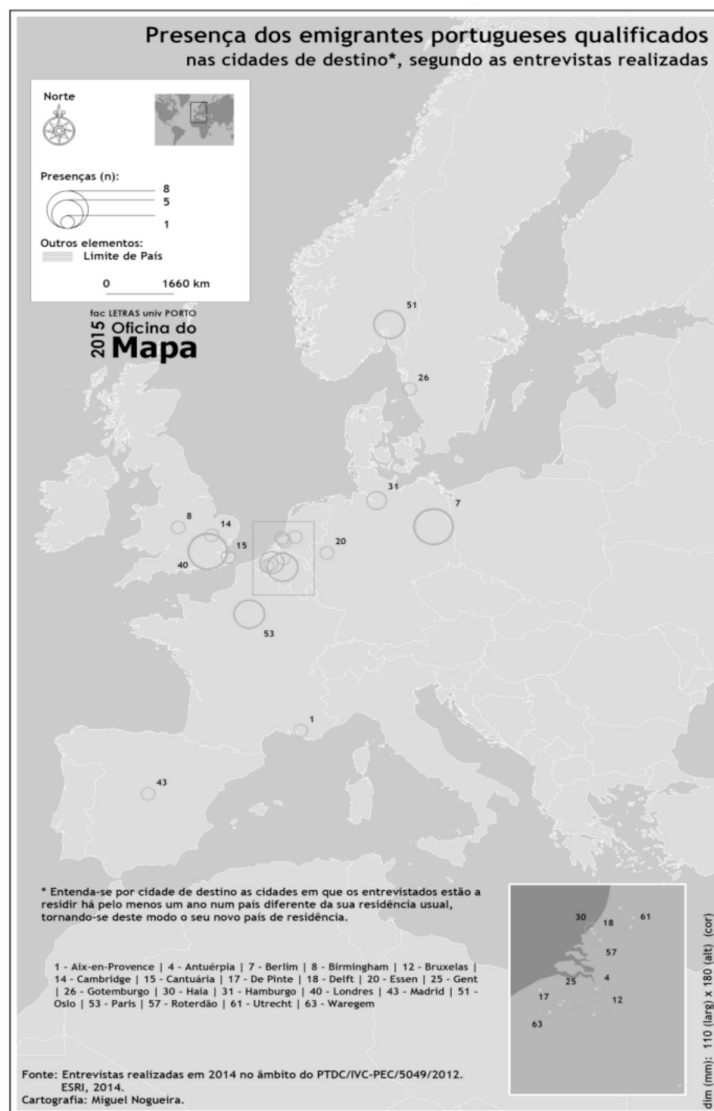 Presença dos emigrantes portugueses qualificados
nas cidades de destino*, segundo as entrevistas realizadas
Norte
Presenças (n):
8
5
1
Outros elementos:
Limite de País
0 1660 km
fac LETRAS univ PORTO
2015 Oficina do
Mapa
51
26
31
7
8
14
15
20
40
53
1
43
* Entenda-se por cidade de destino as cidades em que os entrevistados estão a
residir há pelo menos um ano num país diferente da sua residência usual,
tornando-se deste modo o seu novo país de residência.
1 - Aix-en-Provence | 4 - Antuérpia | 7 - Berlim | 8 - Birmingham | 12 - Bruxelas |
14 - Cambridge | 15 - Cantuária | 17 - De Pinte | 18 - Delft | 20 - Essen | 25 - Gent
| 26 - Gotemburgo | 30 - Haia | 31 - Hamburgo | 40 - Londres | 43 - Madrid | 51 -
Oslo | 53 - Paris | 57 - Roterdão | 61 - Utrecht | 63 - Waregem
30
18
61
57
4
25
17
12
63
Fonte: Entrevistas realizadas em 2014 no âmbito do PTDC/IVC-PEC/5049/2012.
ESRI, 2014.
Cartografia: Miguel Nogueira.
dim (mm): 110 (larg) x 180 (alt) (cor)